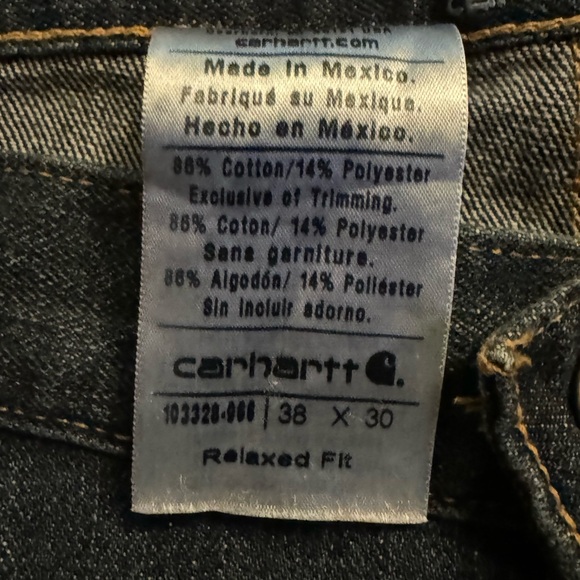 carhartt.com
Made in Mexico.
Fabriqué au Mexique.
Hecho en México.
86% Cotton/14% Polyester
Exclusive of Trimming.
86% Coton/ 14% Polyester
Sans garniture.
86% Algodón/ 14% Poliéster
Sin incluir adorno.
carhartt
38 X 30
Relaxed Fit